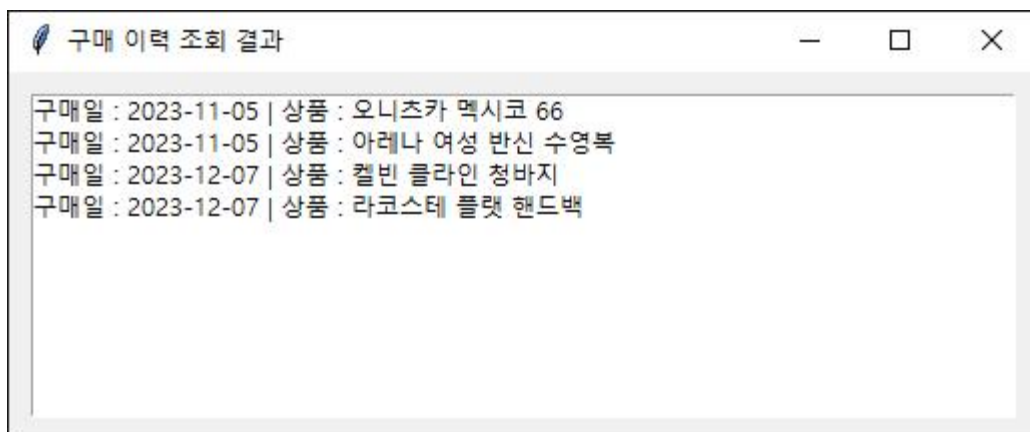 구매 이력 조회 결과
구매일 : 2023-11-05 | 상품 : 오니츠카 멕시코 66
구매일 : 2023-11-05 | 상품 : 아레나 여성 반신 수영복
구매일 : 2023-12-07 | 상품 : 켈빈 클라인 청바지
구매일 : 2023-12-07 | 상품 : 라코스테 플랫 핸드백